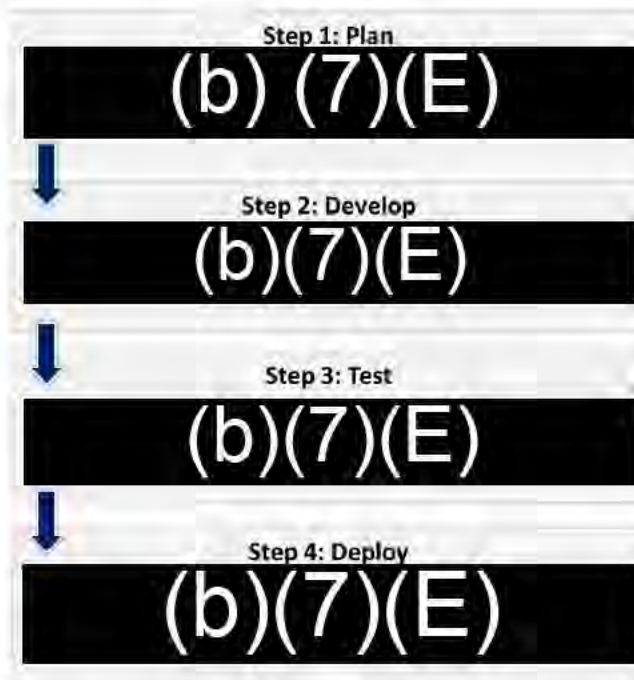 Step 1: Plan
(b) (7)(E)
Step 2: Develop
(b)(7)(E)
Step 3: Test
(b)(7)(E)
Step 4: Deploy
(b)(7)(E)